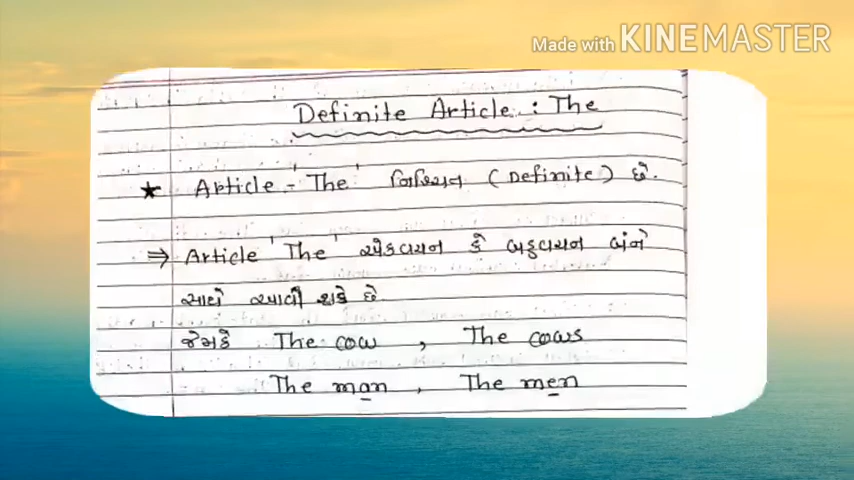 Made with KINEMASTER
Definite Article : The
★ Article - 'The' નિશ્ચિત (Definite) છે.
⇒ Article 'The' એકવચન કે બહુવચન બંને
સાથે આવી શકે છે.
જેમકે The cow , The cows
The man , The men